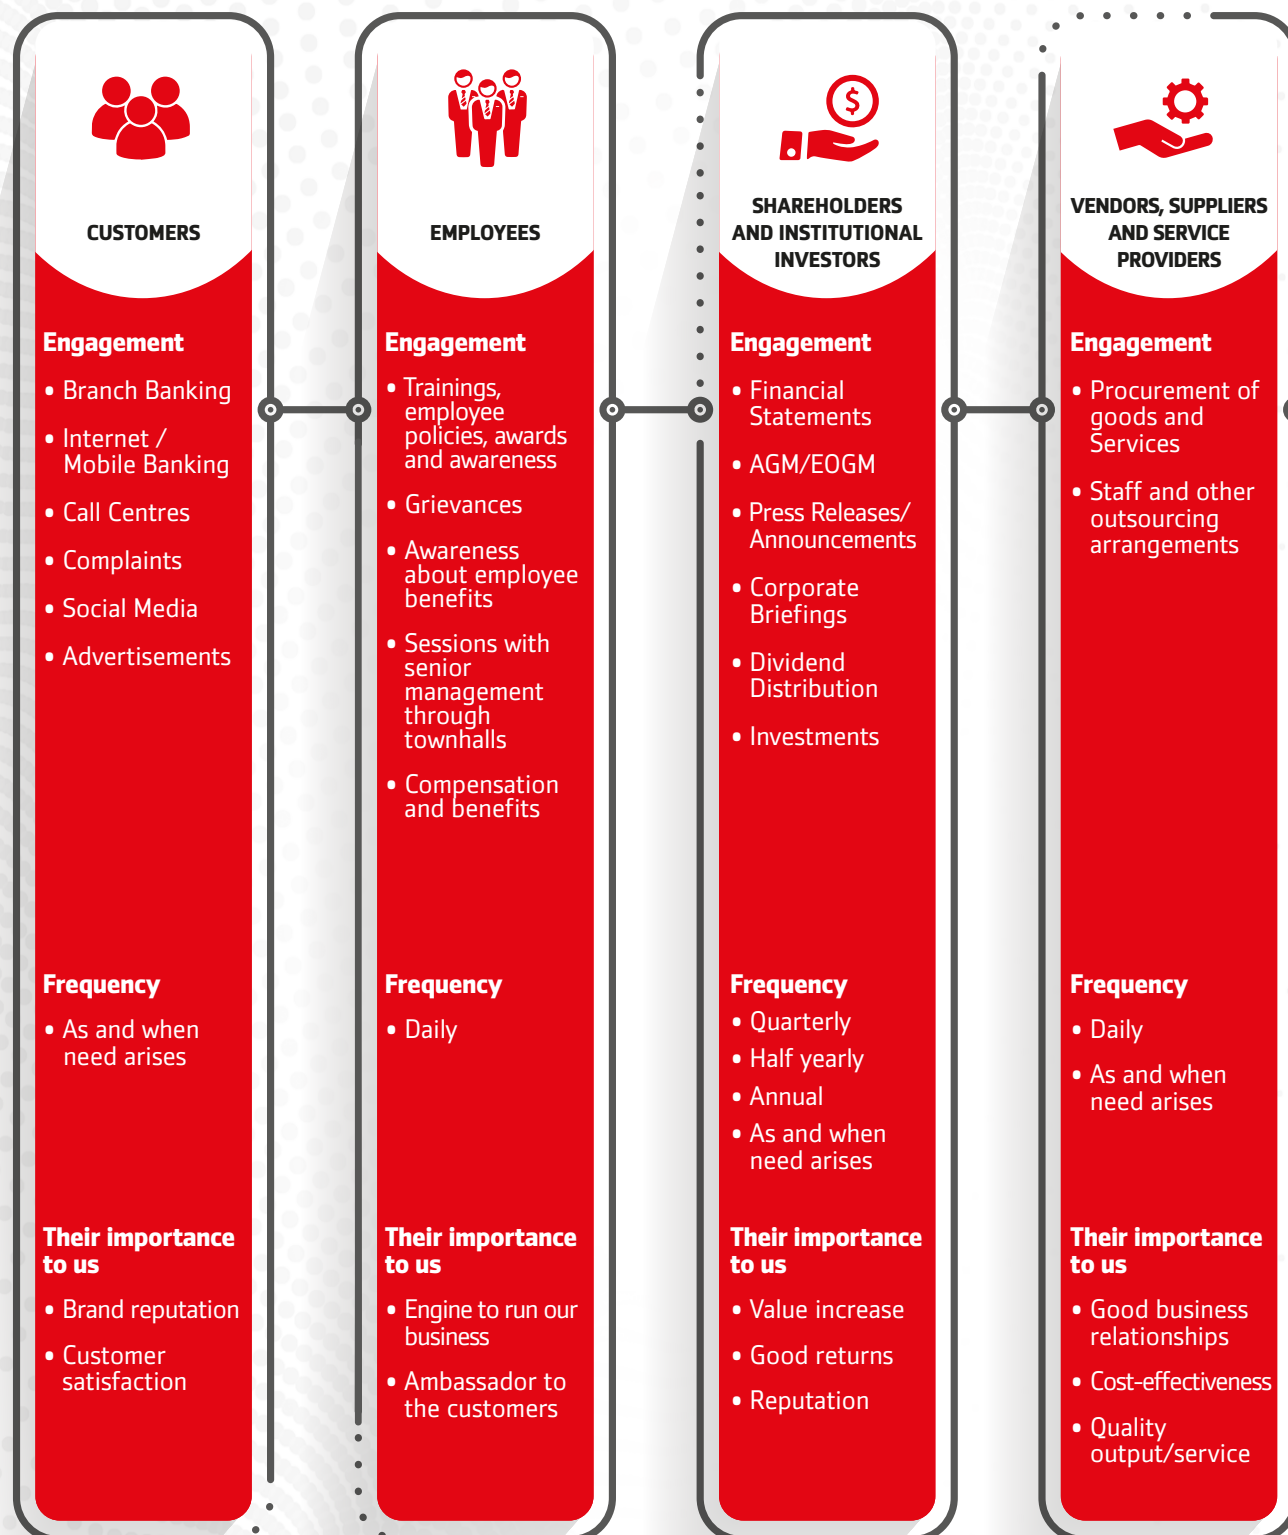 CUSTOMERS
Engagement
• Branch Banking
• Internet /
Mobile Banking
• Call Centres
• Complaints
• Social Media
• Advertisements
Frequency
• As and when
need arises
Their importance
to us
• Brand reputation
• Customer
satisfaction
EMPLOYEES
Engagement
• Trainings,
employee
policies, awards
and awareness
• Grievances
• Awareness
about employee
benefits
• Sessions with
senior
management
through
townhalls
• Compensation
and benefits
Frequency
• Daily
Their importance
to us
• Engine to run our
business
• Ambassador to
the customers
$
SHAREHOLDERS
AND INSTITUTIONAL
INVESTORS
Engagement
• Financial
Statements
• AGM/EOGM
• Press Releases/
Announcements
• Corporate
Briefings
• Dividend
Distribution
• Investments
Frequency
• Quarterly
• Half yearly
• Annual
• As and when
need arises
Their importance
to us
• Value increase
• Good returns
• Reputation
VENDORS, SUPPLIERS
AND SERVICE
PROVIDERS
Engagement
• Procurement of
goods and
Services
• Staff and other
outsourcing
arrangements
Frequency
• Daily
• As and when
need arises
Their importance
to us
• Good business
relationships
• Cost-effectiveness
• Quality
output/service